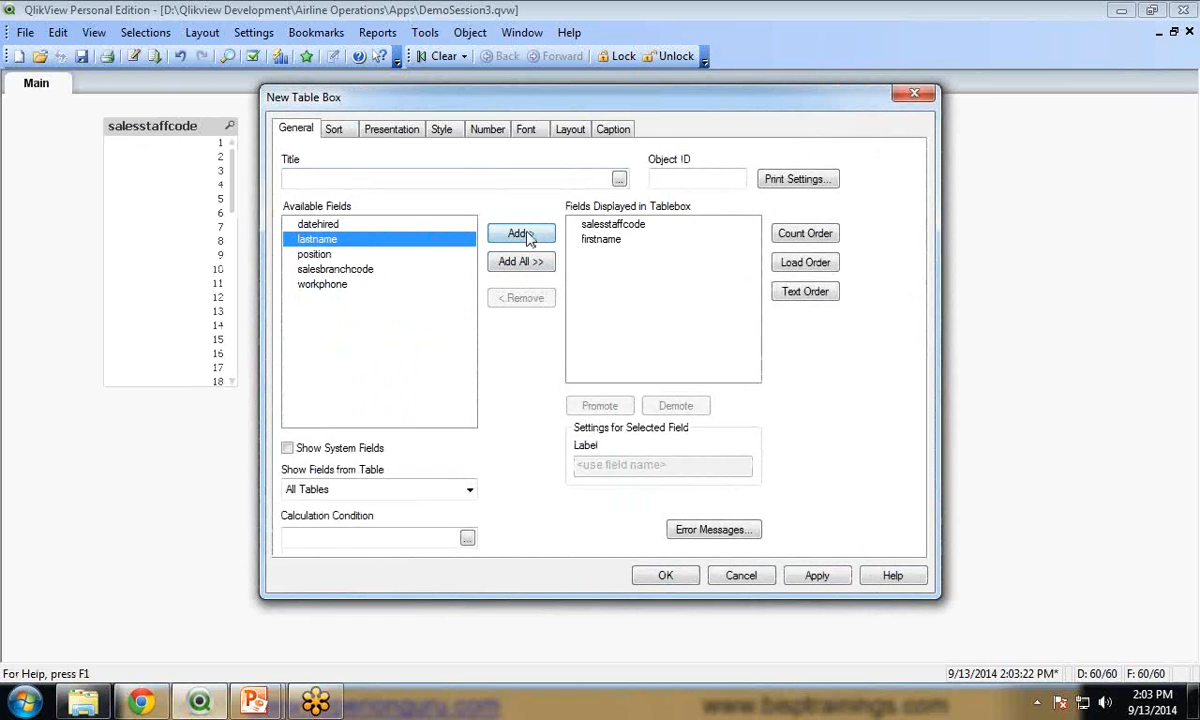 QlikView Personal Edition - [D:\Qlikview Development\Airline Operations\Apps\DemoSession3.qvw]
File Edit View Selections Layout Settings Bookmarks Reports Tools Object Window Help
Clear Back Forward Lock Unlock
Main
salesstaffcode
1
2
3
4
5
6
7
8
9
10
11
12
13
14
15
16
17
18
New Table Box
General Sort Presentation Style Number Font Layout Caption
Title
Object ID
...
Print Settings...
Available Fields
datehired
lastname
position
salesbranchcode
workphone
Add >
Add All >>
< Remove
Fields Displayed in Tablebox
salesstaffcode
firstname
Count Order
Load Order
Text Order
Promote
Demote
Settings for Selected Field
Label
<use field name>
Show System Fields
Show Fields from Table
All Tables
Calculation Condition
...
Error Messages...
OK
Cancel
Apply
Help
For Help, press F1
9/13/2014 2:03:22 PM*
D: 60/60
F: 60/60
www.bisptrainings.com
2:03 PM
9/13/2014